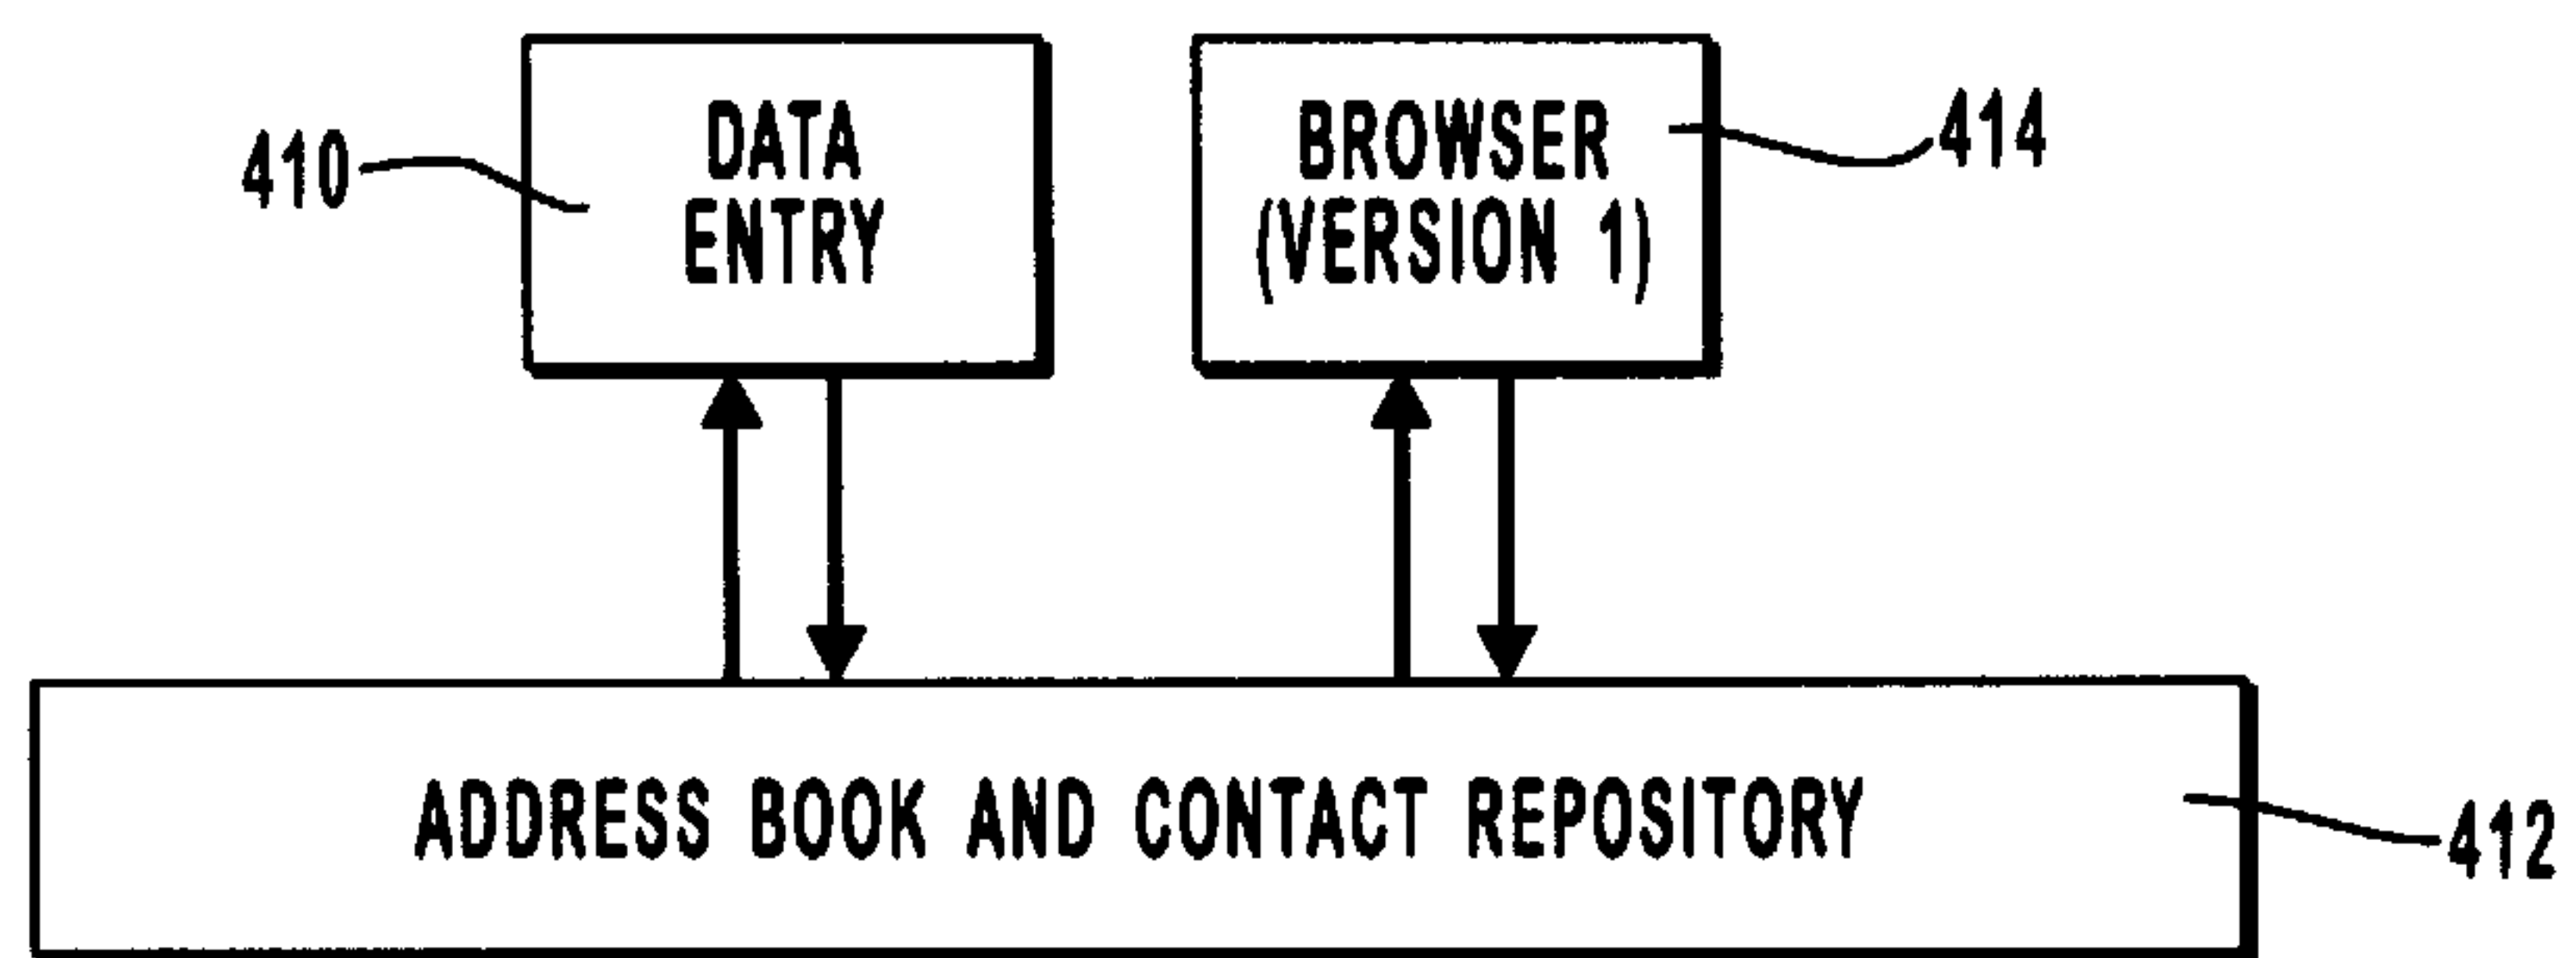 410
DATA
ENTRY
BROWSER
(VERSION 1)
414
ADDRESS BOOK AND CONTACT REPOSITORY
412